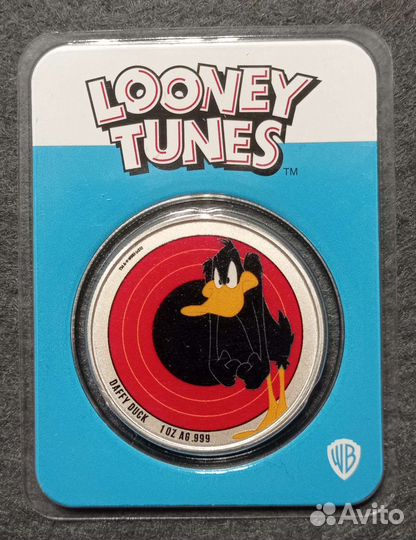 LOONEY
TUNES
TM
DAFFY DUCK 1 OZ AG .999
WB
Avito